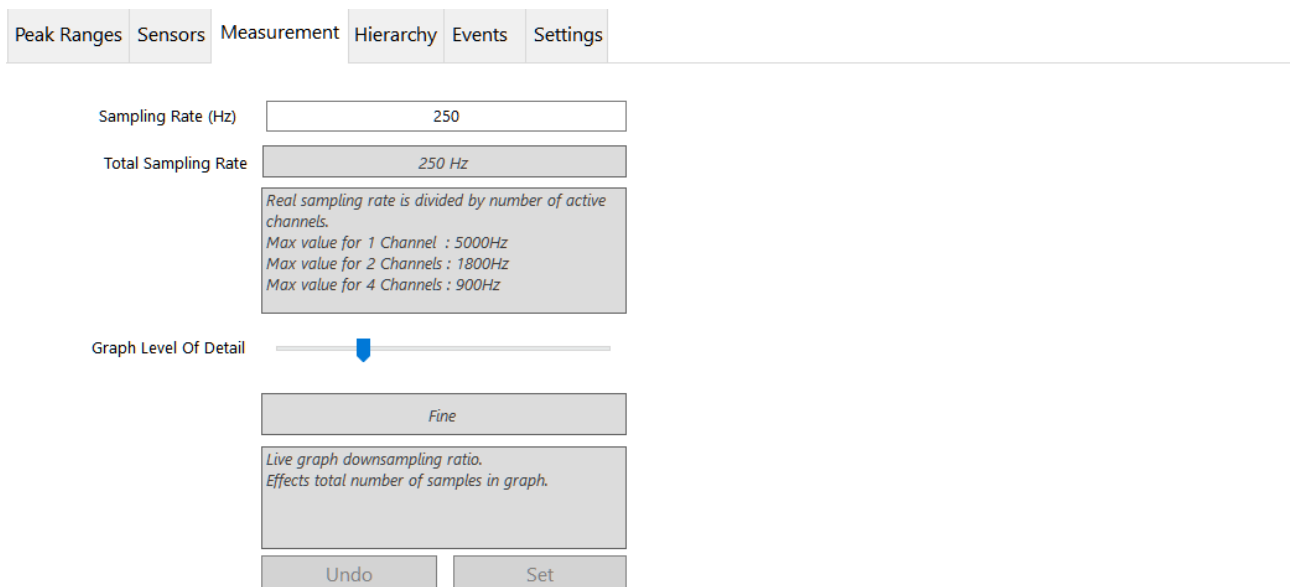 Peak Ranges Sensors Measurement Hierarchy Events Settings
Sampling Rate (Hz) 250
Total Sampling Rate 250 Hz
Real sampling rate is divided by number of active
channels.
Max value for 1 Channel : 5000Hz
Max value for 2 Channels : 1800Hz
Max value for 4 Channels : 900Hz
Graph Level Of Detail
Fine
Live graph downsampling ratio.
Effects total number of samples in graph.
Undo Set